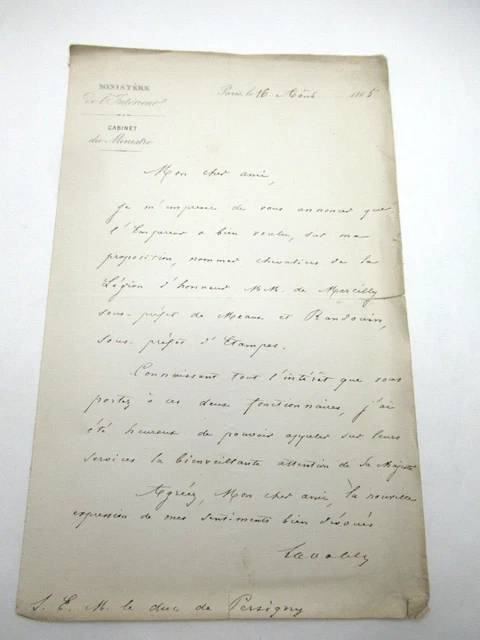 MINISTÈRE
de l'Intérieur
CABINET
du Ministre
Paris, le 16 Août 1865
Mon cher ami,
Je m'empresse de vous annoncer que
l'Empereur a bien voulu, sur ma
proposition, nommer chevaliers de la
Légion d'honneur MM. de Marcilly
sous-préfet de Meaux et Randouin,
sous-préfet d'Etampes.
Connaissant tout l'intérêt que vous
portez à ces deux fonctionnaires, j'ai
été heureux de pouvoir appeler sur leurs
services la bienveillante attention de Sa Majesté
Agréez, Mon cher ami, la nouvelle
expression de mes sentiments bien dévoués
Lavalette
S. E. M. le duc de Persigny